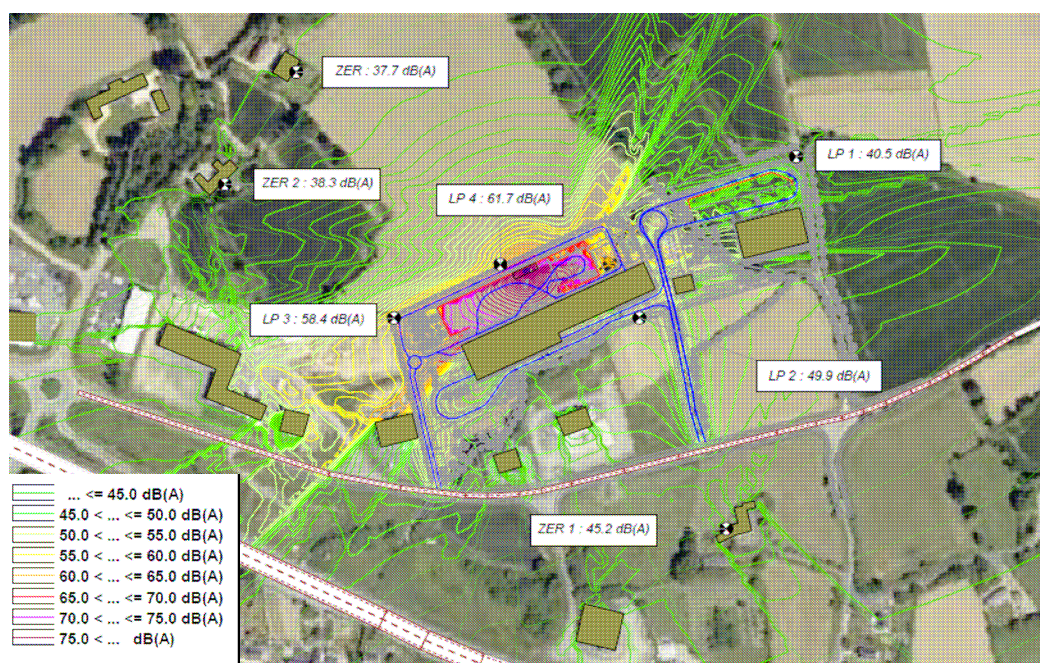 ZER : 37.7 dB(A)
LP 1 : 40.5 dB(A)
ZER 2 : 38.3 dB(A)
LP 4 : 61.7 dB(A)
LP 3 : 58.4 dB(A)
LP 2 : 49.9 dB(A)
ZER 1 : 45.2 dB(A)
... <= 45.0 dB(A)
45.0 < ... <= 50.0 dB(A)
50.0 < ... <= 55.0 dB(A)
55.0 < ... <= 60.0 dB(A)
60.0 < ... <= 65.0 dB(A)
65.0 < ... <= 70.0 dB(A)
70.0 < ... <= 75.0 dB(A)
75.0 < ... dB(A)